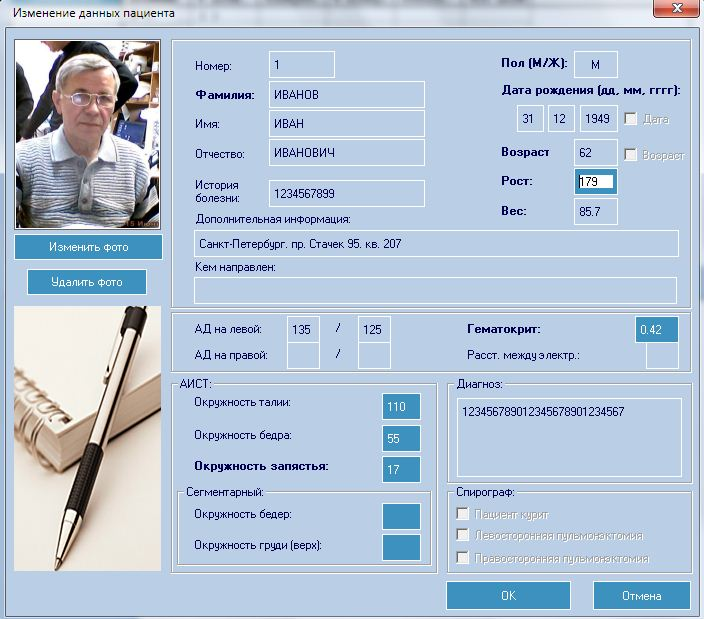 Изменение данных пациента
x
Номер: 1
Пол (М/Ж): М
Фамилия: ИВАНОВ
Дата рождения (дд, мм, гггг):
Имя: ИВАН
31 12 1949 Дата
Отчество: ИВАНОВИЧ
Возраст 62 Возраст
Рост: 179
История
болезни: 1234567899
Вес: 85.7
Дополнительная информация:
Санкт-Петербург. пр. Стачек 95. кв. 207
Изменить фото
Кем направлен:
Удалить фото
АД на левой: 135 / 125
Гематокрит: 0.42
АД на правой: /
Расст. между электр.:
АИСТ:
Диагноз:
Окружность талии: 110
123456789012345678901234567
Окружность бедра: 55
Окружность запястья: 17
Сегментарный:
Спирограф:
Окружность бедер:
Пациент курит
Левосторонняя пульмонэктомия
Окружность груди (верх):
Правосторонняя пульмонэктомия
OK
Отмена